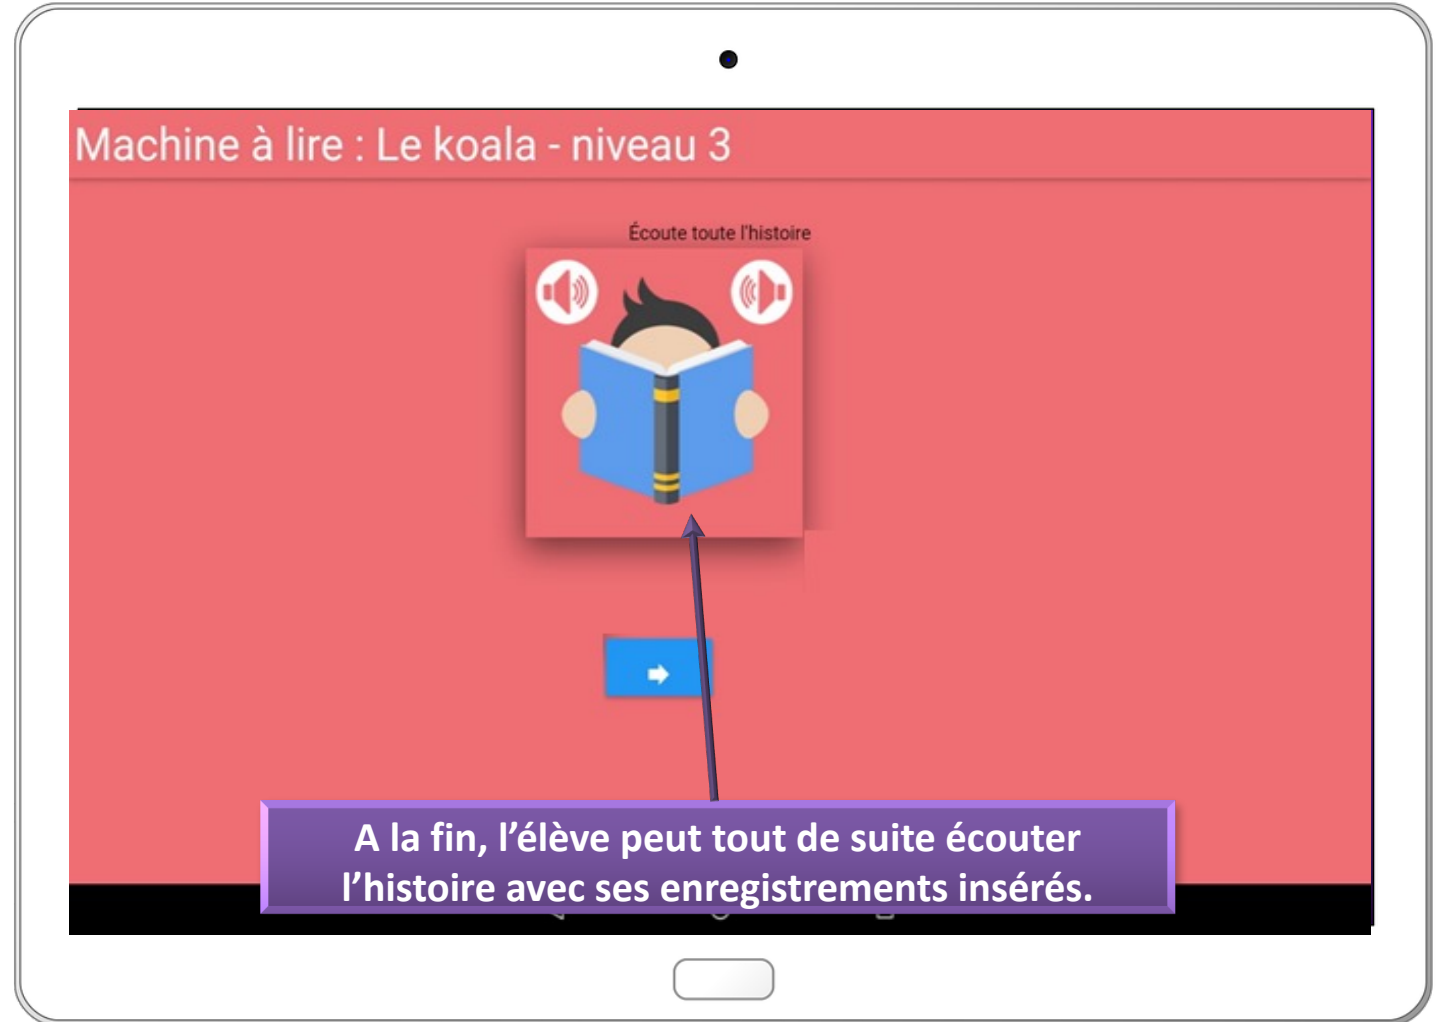 Machine à lire : Le koala - niveau 3
Écoute toute l'histoire
A la fin, l’élève peut tout de suite écouter
l’histoire avec ses enregistrements insérés.